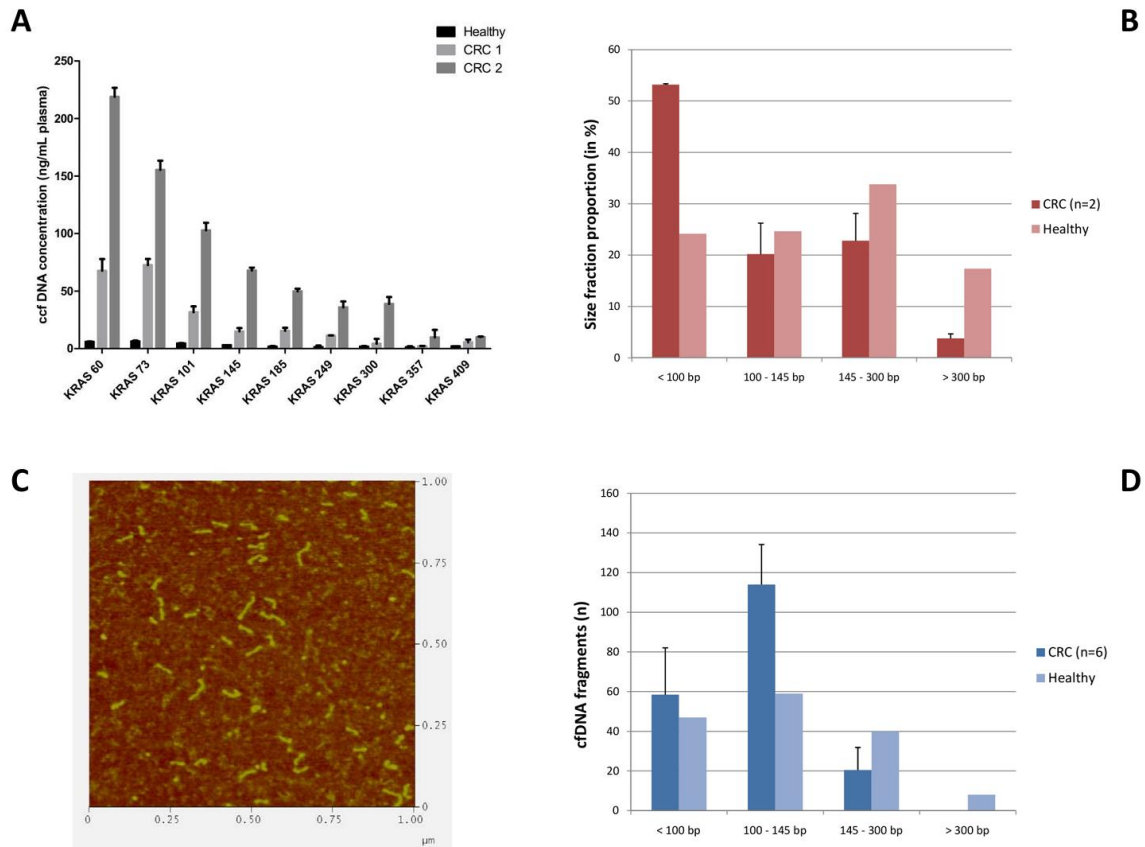 A
Healthy
CRC 1
CRC 2
ccf DNA concentration (ng/mL plasma)
250
200
150
100
50
0
KRAS 60
KRAS 73
KRAS 101
KRAS 145
KRAS 185
KRAS 249
KRAS 300
KRAS 357
KRAS 409
B
Size fraction proportion (in %)
60
50
40
30
20
10
0
< 100 bp
100 - 145 bp
145 - 300 bp
> 300 bp
CRC (n=2)
Healthy
C
1.00
0.75
0.50
0.25
0
0
0.25
0.50
0.75
1.00
µm
D
cfDNA fragments (n)
160
140
120
100
80
60
40
20
0
< 100 bp
100 - 145 bp
145 - 300 bp
> 300 bp
CRC (n=6)
Healthy